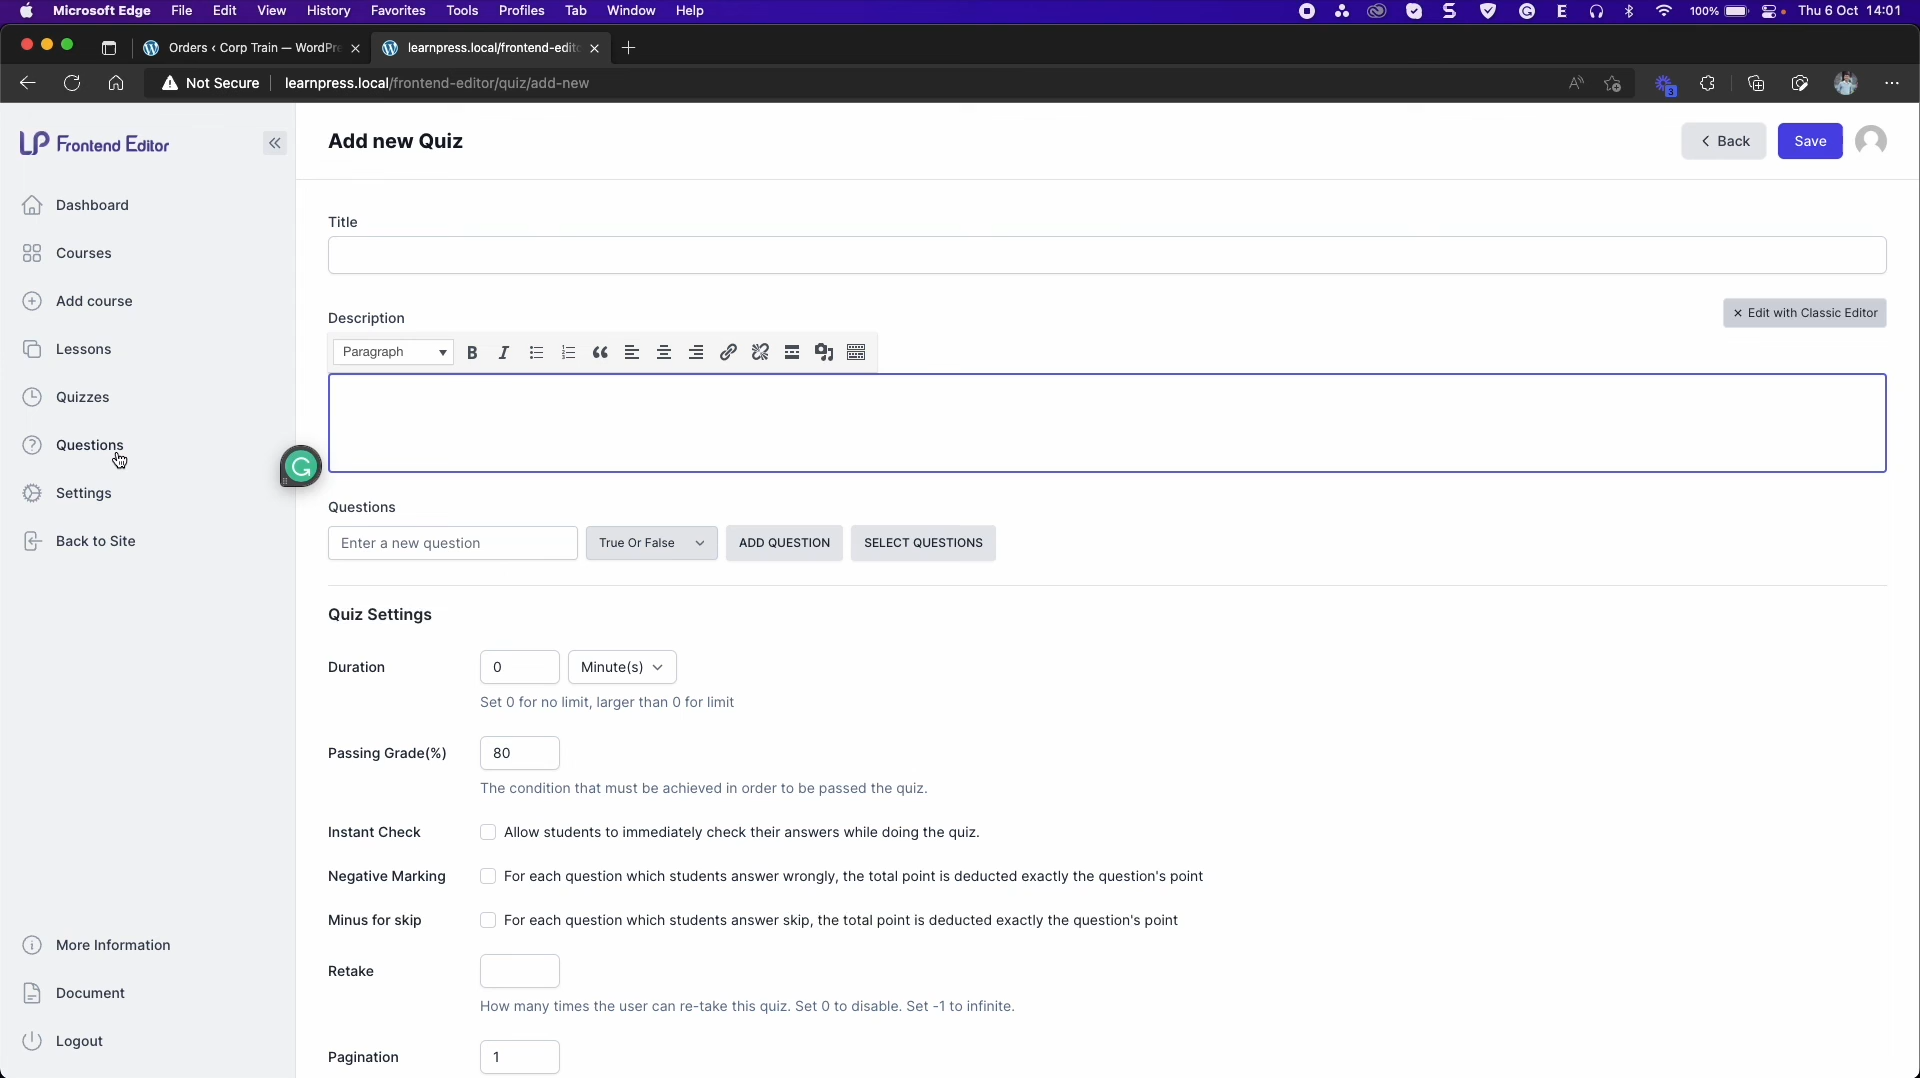 Microsoft Edge File Edit View History Favorites Tools Profiles Tab Window Help 100% Thu 6 Oct 14:01
Orders ‹ Corp Train — WordPre
learnpress.local/frontend-edito
Not Secure learnpress.local/frontend-editor/quiz/add-new
3
LP Frontend Editor
Dashboard
Courses
Add course
Lessons
Quizzes
Questions
Settings
Back to Site
More Information
Document
Logout
Add new Quiz
Back
Save
Title
Description
× Edit with Classic Editor
Paragraph
Questions
Enter a new question
True Or False
ADD QUESTION
SELECT QUESTIONS
Quiz Settings
Duration 0 Minute(s)
Set 0 for no limit, larger than 0 for limit
Passing Grade(%) 80
The condition that must be achieved in order to be passed the quiz.
Instant Check Allow students to immediately check their answers while doing the quiz.
Negative Marking For each question which students answer wrongly, the total point is deducted exactly the question's point
Minus for skip For each question which students answer skip, the total point is deducted exactly the question's point
Retake
How many times the user can re-take this quiz. Set 0 to disable. Set -1 to infinite.
Pagination 1